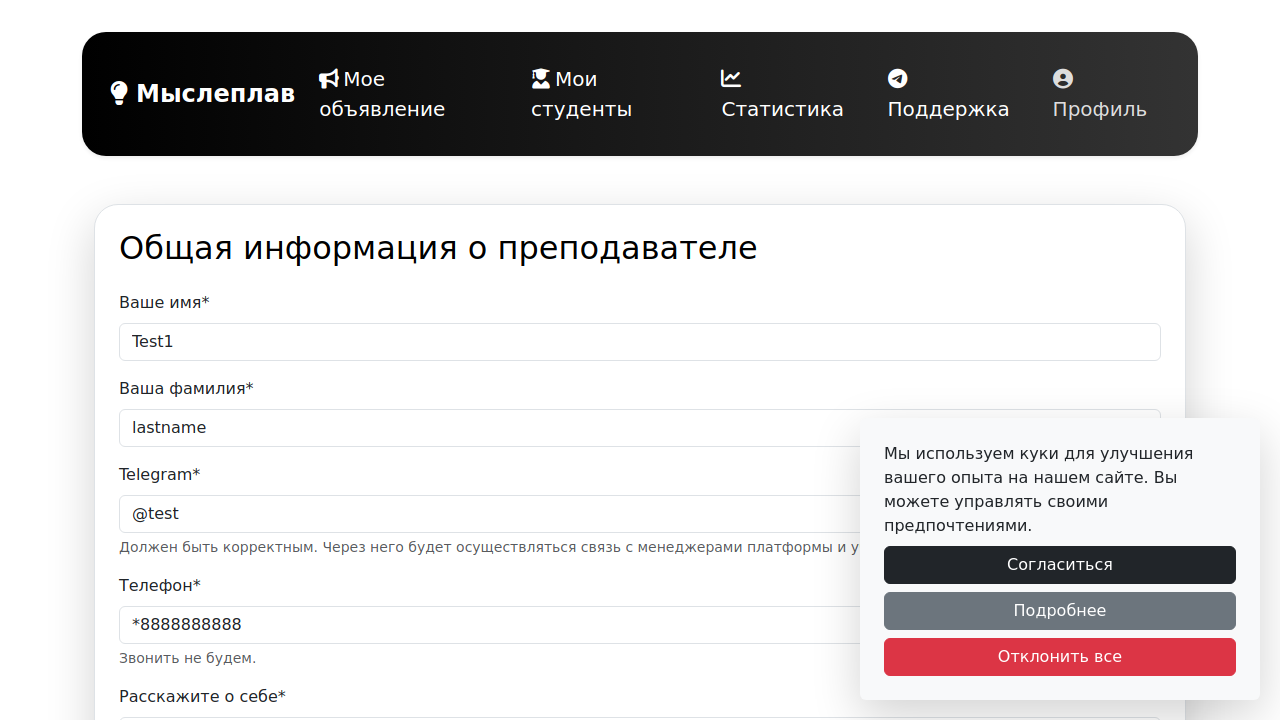 Мыслеплав
Мое
объявление
Мои
студенты
Статистика
Поддержка
Профиль
Общая информация о преподавателе
Ваше имя*
Test1
Ваша фамилия*
lastname
Telegram*
@test
Должен быть корректным. Через него будет осуществляться связь с менеджерами платформы и у
Телефон*
*8888888888
Звонить не будем.
Расскажите о себе*
Мы используем куки для улучшения
вашего опыта на нашем сайте. Вы
можете управлять своими
предпочтениями.
Согласиться
Подробнее
Отклонить все